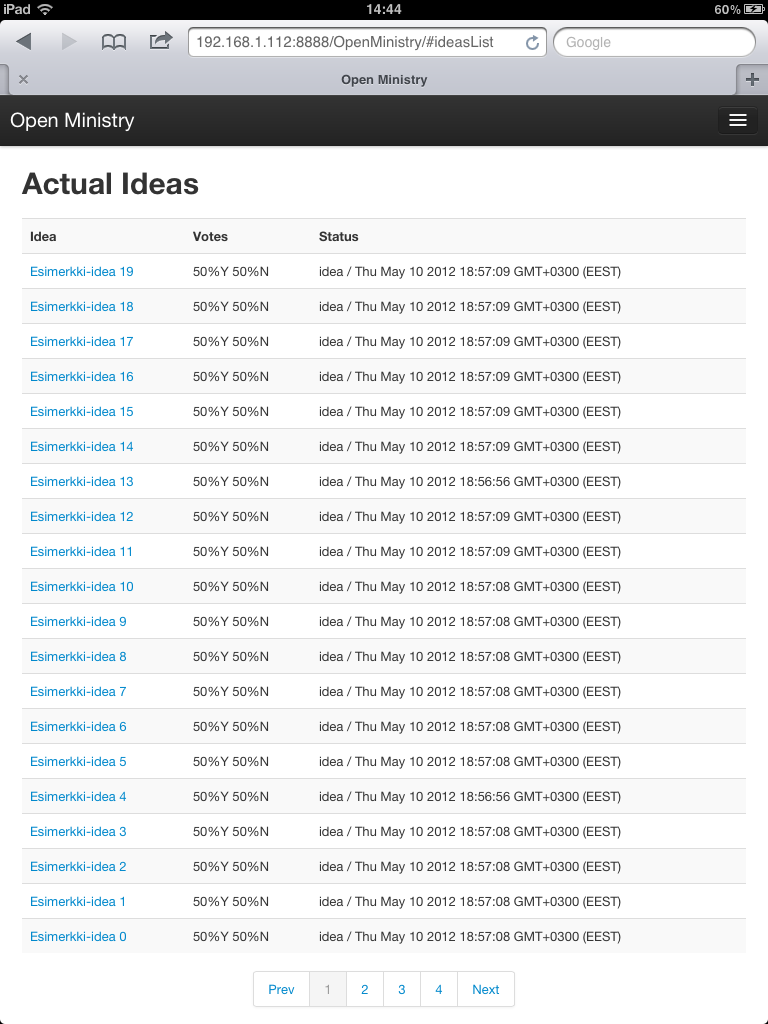 iPad 14:44 60%
192.168.1.112:8888/OpenMinistry/#ideasList Google
Open Ministry
Open Ministry
Actual Ideas
Idea Votes Status
Esimerkki-idea 19 50%Y 50%N idea / Thu May 10 2012 18:57:09 GMT+0300 (EEST)
Esimerkki-idea 18 50%Y 50%N idea / Thu May 10 2012 18:57:09 GMT+0300 (EEST)
Esimerkki-idea 17 50%Y 50%N idea / Thu May 10 2012 18:57:09 GMT+0300 (EEST)
Esimerkki-idea 16 50%Y 50%N idea / Thu May 10 2012 18:57:09 GMT+0300 (EEST)
Esimerkki-idea 15 50%Y 50%N idea / Thu May 10 2012 18:57:09 GMT+0300 (EEST)
Esimerkki-idea 14 50%Y 50%N idea / Thu May 10 2012 18:57:09 GMT+0300 (EEST)
Esimerkki-idea 13 50%Y 50%N idea / Thu May 10 2012 18:56:56 GMT+0300 (EEST)
Esimerkki-idea 12 50%Y 50%N idea / Thu May 10 2012 18:57:09 GMT+0300 (EEST)
Esimerkki-idea 11 50%Y 50%N idea / Thu May 10 2012 18:57:09 GMT+0300 (EEST)
Esimerkki-idea 10 50%Y 50%N idea / Thu May 10 2012 18:57:08 GMT+0300 (EEST)
Esimerkki-idea 9 50%Y 50%N idea / Thu May 10 2012 18:57:08 GMT+0300 (EEST)
Esimerkki-idea 8 50%Y 50%N idea / Thu May 10 2012 18:57:08 GMT+0300 (EEST)
Esimerkki-idea 7 50%Y 50%N idea / Thu May 10 2012 18:57:08 GMT+0300 (EEST)
Esimerkki-idea 6 50%Y 50%N idea / Thu May 10 2012 18:57:08 GMT+0300 (EEST)
Esimerkki-idea 5 50%Y 50%N idea / Thu May 10 2012 18:57:08 GMT+0300 (EEST)
Esimerkki-idea 4 50%Y 50%N idea / Thu May 10 2012 18:56:56 GMT+0300 (EEST)
Esimerkki-idea 3 50%Y 50%N idea / Thu May 10 2012 18:57:08 GMT+0300 (EEST)
Esimerkki-idea 2 50%Y 50%N idea / Thu May 10 2012 18:57:08 GMT+0300 (EEST)
Esimerkki-idea 1 50%Y 50%N idea / Thu May 10 2012 18:57:08 GMT+0300 (EEST)
Esimerkki-idea 0 50%Y 50%N idea / Thu May 10 2012 18:57:08 GMT+0300 (EEST)
Prev 1 2 3 4 Next